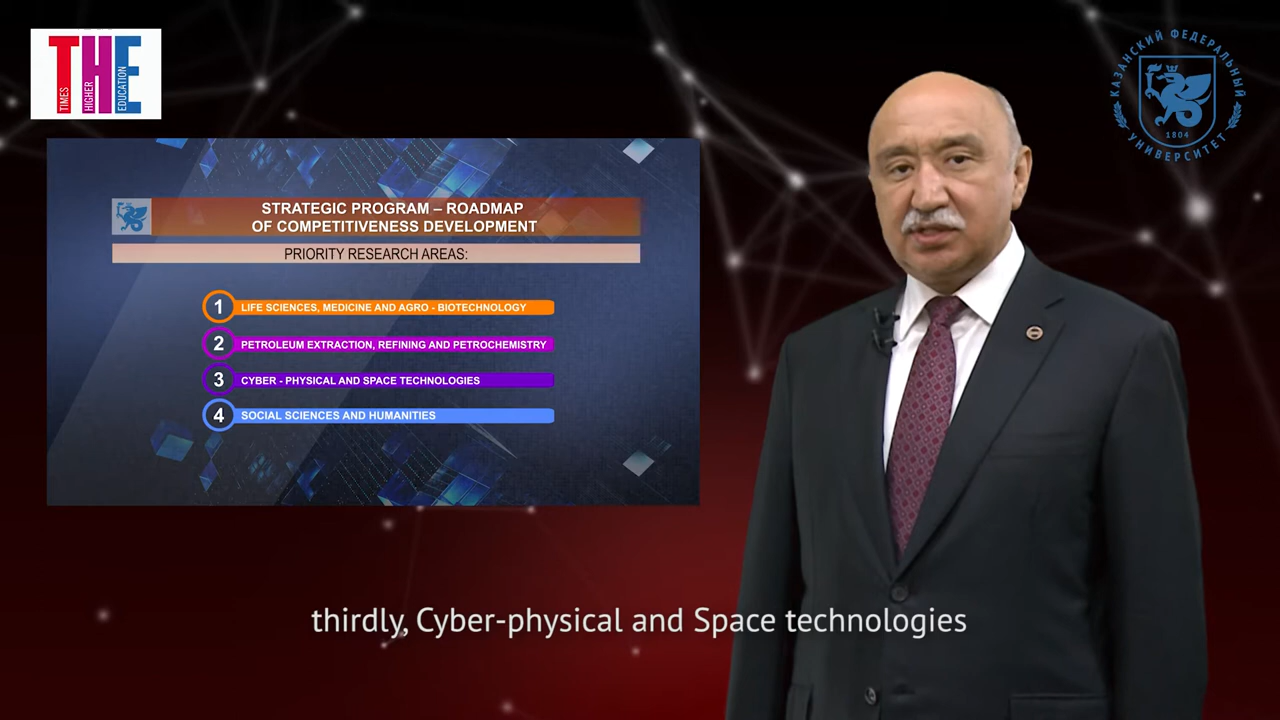 THE
TIMES
HIGHER
EDUCATION
КАЗАНСКИЙ ФЕДЕРАЛЬНЫЙ
УНИВЕРСИТЕТ
1804
STRATEGIC PROGRAM – ROADMAP
OF COMPETITIVENESS DEVELOPMENT
PRIORITY RESEARCH AREAS:
1 LIFE SCIENCES, MEDICINE AND AGRO - BIOTECHNOLOGY
2 PETROLEUM EXTRACTION, REFINING AND PETROCHEMISTRY
3 CYBER - PHYSICAL AND SPACE TECHNOLOGIES
4 SOCIAL SCIENCES AND HUMANITIES
thirdly, Cyber-physical and Space technologies